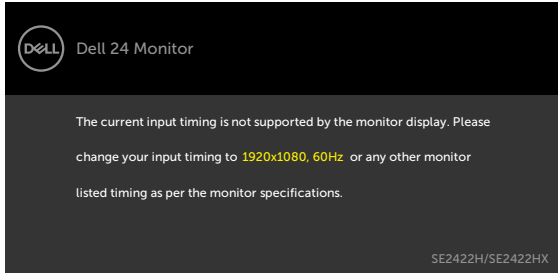 DELL
Dell 24 Monitor
The current input timing is not supported by the monitor display. Please
change your input timing to 1920x1080, 60Hz or any other monitor
listed timing as per the monitor specifications.
SE2422H/SE2422HX